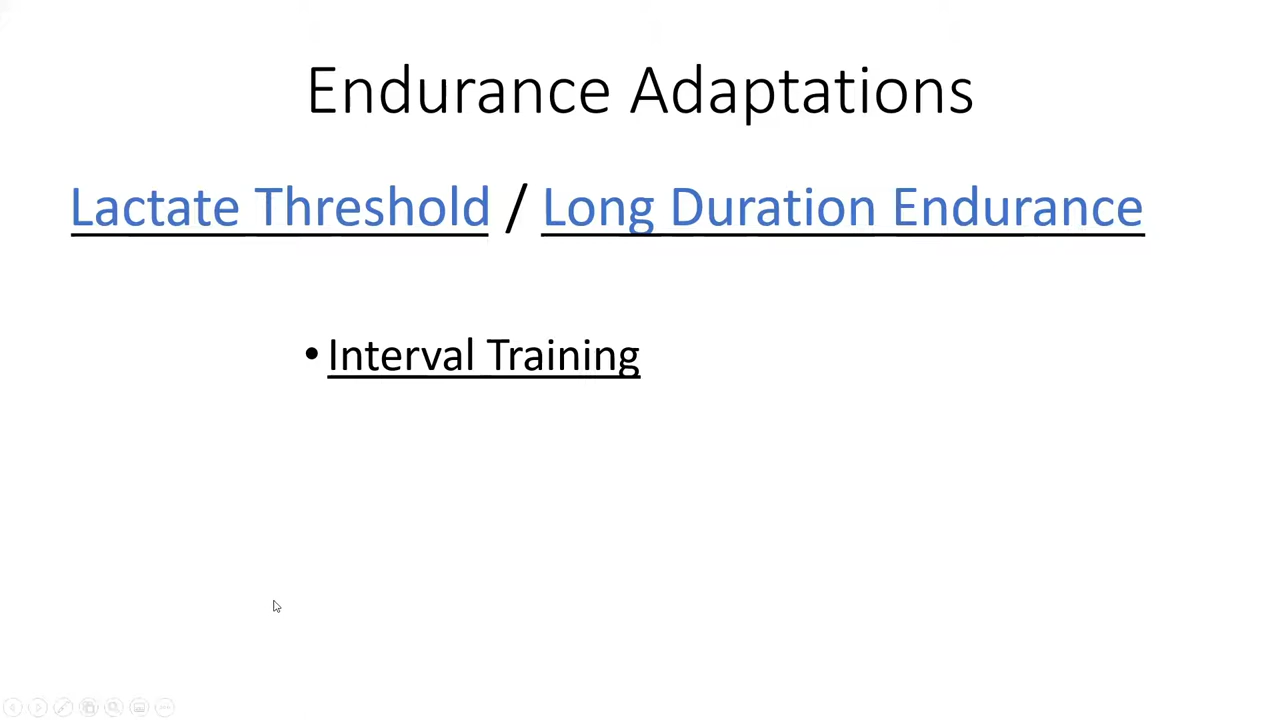 Endurance Adaptations
Lactate Threshold / Long Duration Endurance
• Interval Training